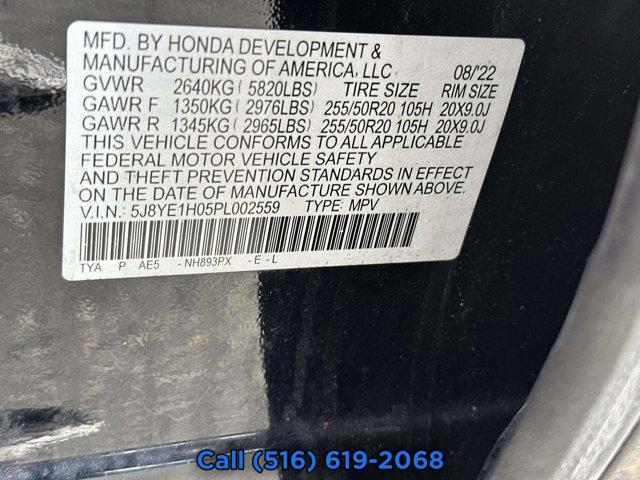 MFD. BY HONDA DEVELOPMENT &
MANUFACTURING OF AMERICA, LLC 08/'22
GVWR 2640KG ( 5820LBS) TIRE SIZE RIM SIZE
GAWR F 1350KG ( 2976LBS) 255/50R20 105H 20X9.0J
GAWR R 1345KG ( 2965LBS) 255/50R20 105H 20X9.0J
THIS VEHICLE CONFORMS TO ALL APPLICABLE
FEDERAL MOTOR VEHICLE SAFETY
AND THEFT PREVENTION STANDARDS IN EFFECT
ON THE DATE OF MANUFACTURE SHOWN ABOVE.
V.I.N.: 5J8YE1H05PL002559 TYPE: MPV
TYA P AE5 - NH893PX - E - L
Call (516) 619-2068